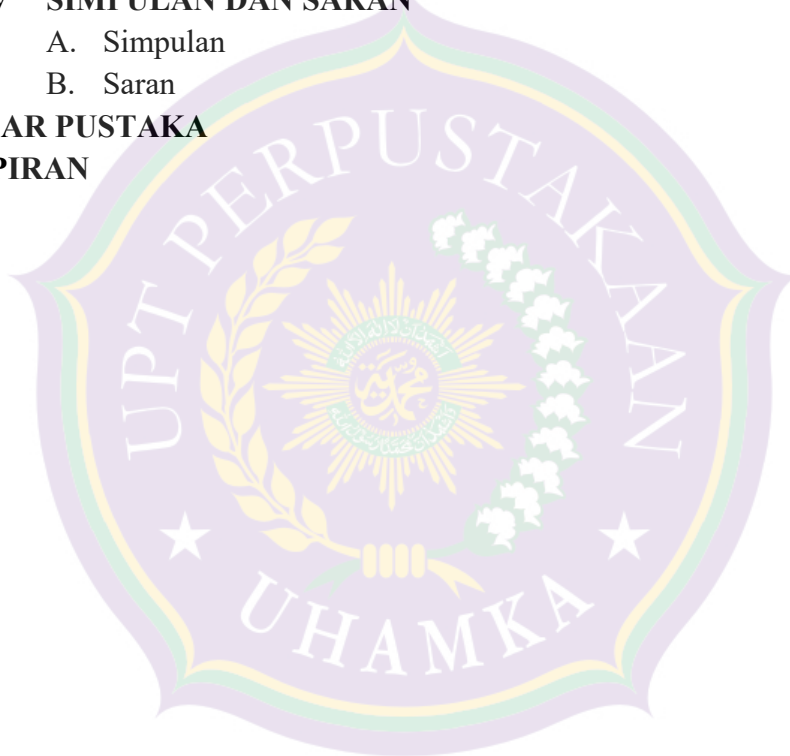 SIMPULAN DAN SARAN
A. Simpulan
B. Saran
AR PUSTAKA
PIRAN
UPT PERPUSTAKAAN
UHAMKA